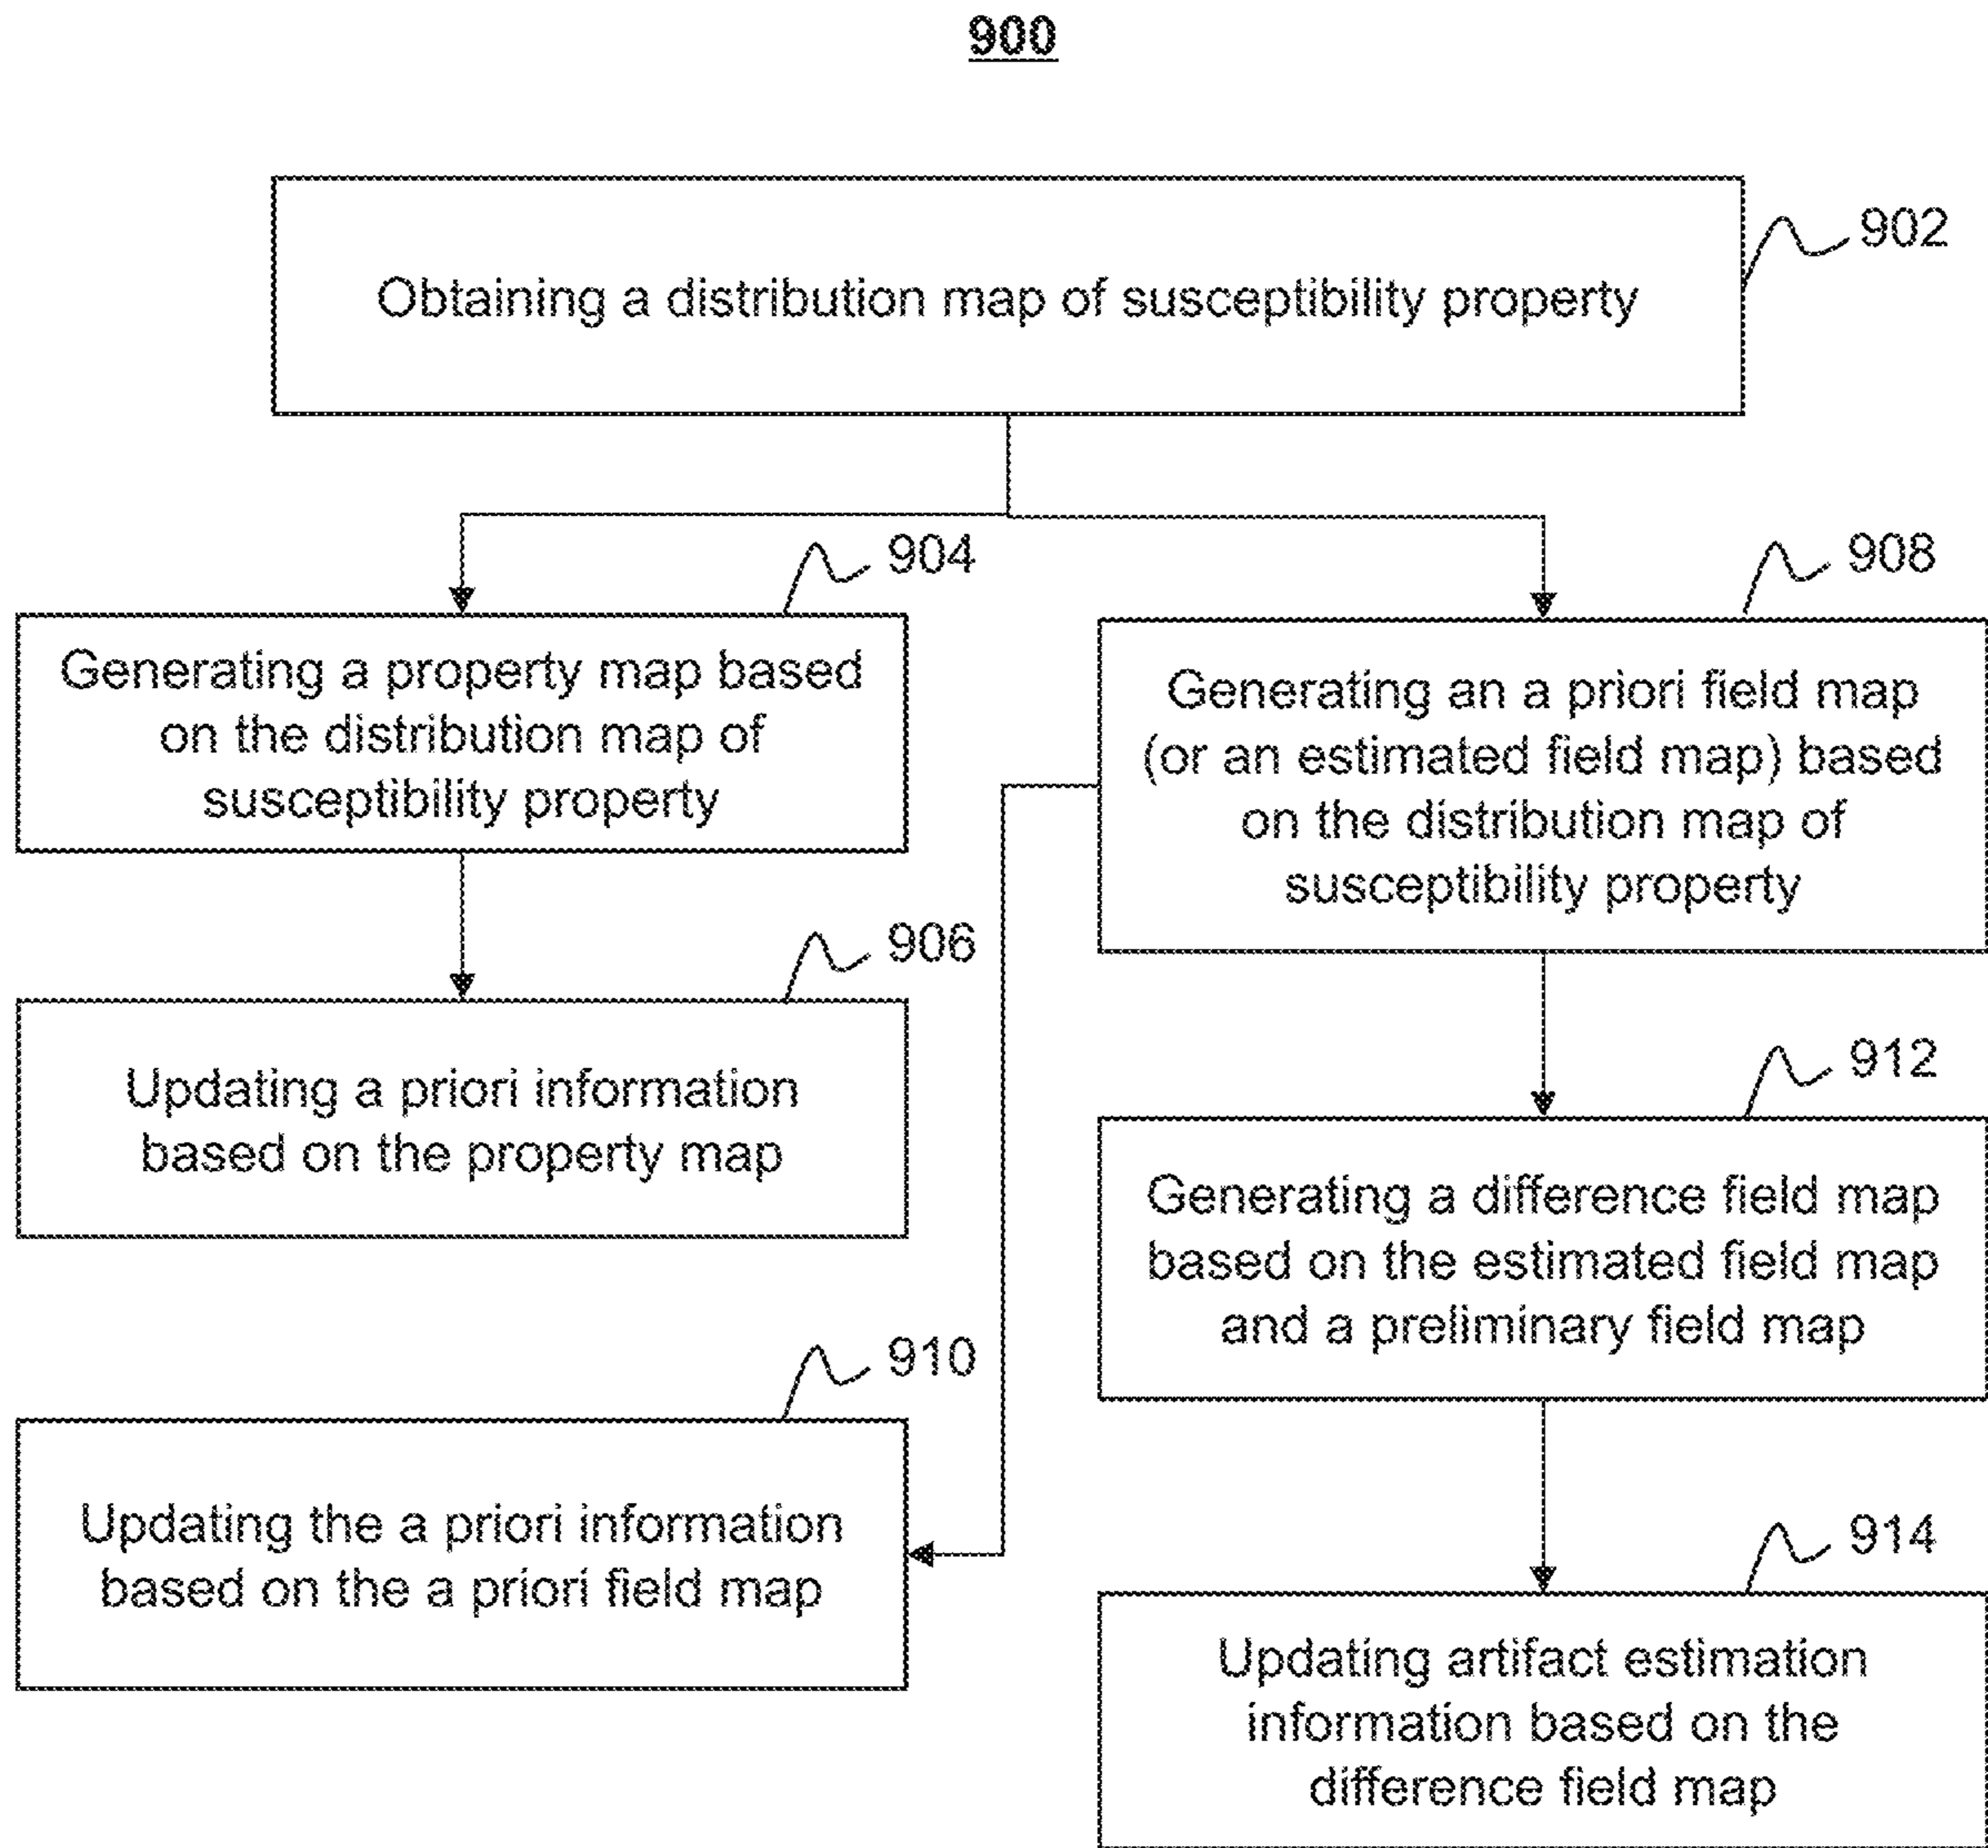 900
902
Obtaining a distribution map of susceptibility property
904
Generating a property map based
on the distribution map of
susceptibility property
908
Generating an a priori field map
(or an estimated field map) based
on the distribution map of
susceptibility property
906
Updating a priori information
based on the property map
912
Generating a difference field map
based on the estimated field map
and a preliminary field map
910
Updating the a priori information
based on the a priori field map
914
Updating artifact estimation
information based on the
difference field map